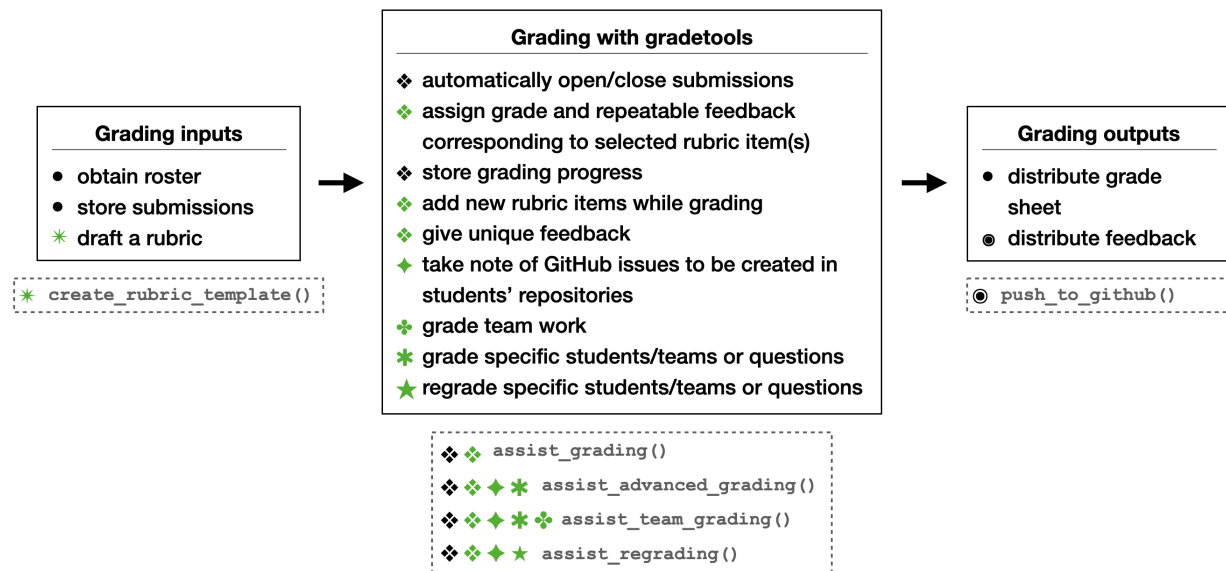 Grading inputs
obtain roster
store submissions
draft a rubric
create_rubric_template()
Grading with gradetools
automatically open/close submissions
assign grade and repeatable feedback
corresponding to selected rubric item(s)
store grading progress
add new rubric items while grading
give unique feedback
take note of GitHub issues to be created in
students’ repositories
grade team work
grade specific students/teams or questions
regrade specific students/teams or questions
assist_grading()
assist_advanced_grading()
assist_team_grading()
assist_regrading()
Grading outputs
distribute grade
sheet
distribute feedback
push_to_github()